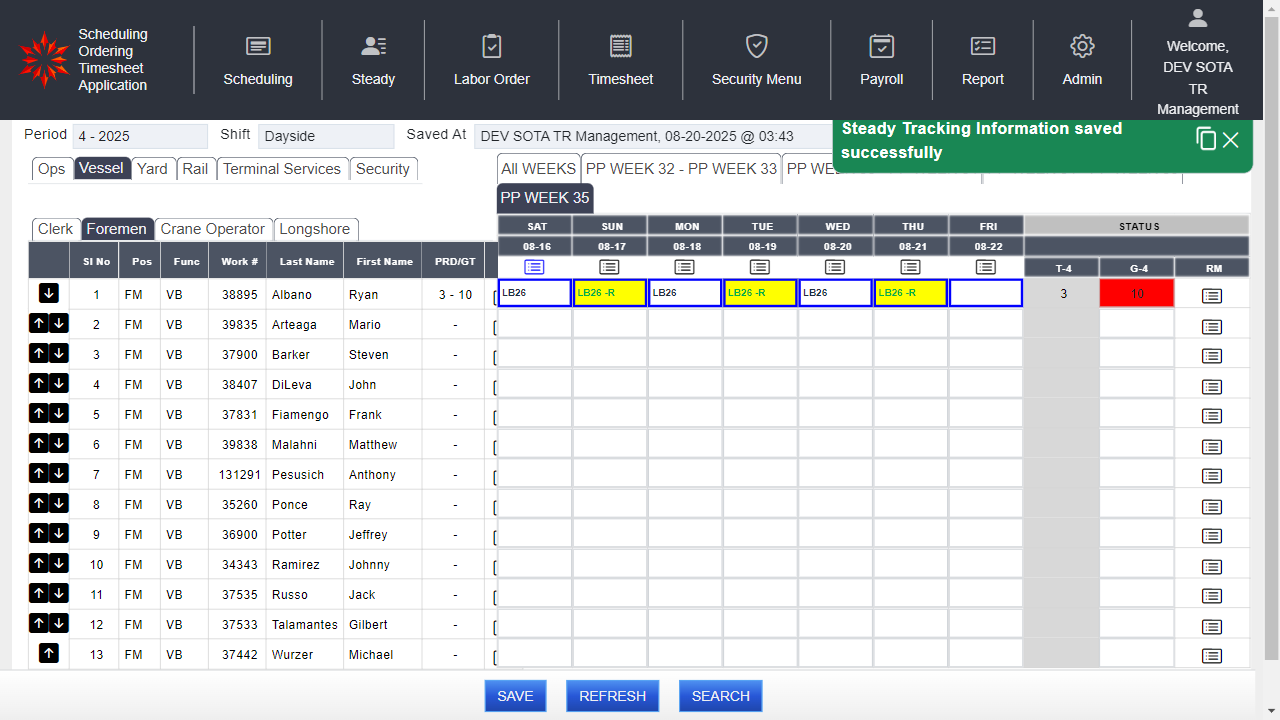 Scheduling
Ordering
Timesheet
Application
Scheduling
Steady
Labor Order
Timesheet
Security Menu
Payroll
Report
Admin
Welcome,
DEV SOTA
TR
Management
Period 4 - 2025 Shift Dayside Saved At DEV SOTA TR Management, 08-20-2025 @ 03:43
Steady Tracking Information saved
successfully
Ops Vessel Yard Rail Terminal Services Security
All WEEKS PP WEEK 32 - PP WEEK 33
PP WEEK 35
Clerk Foremen Crane Operator Longshore
SAT SUN MON TUE WED THU FRI STATUS
08-16 08-17 08-18 08-19 08-20 08-21 08-22
SI No Pos Func Work # Last Name First Name PRD/GT
T-4 G-4 RM
1 FM VB 38895 Albano Ryan 3 - 10 LB26 LB26 -R LB26 LB26 -R LB26 LB26 -R 3 10
2 FM VB 39835 Arteaga Mario -
3 FM VB 37900 Barker Steven -
4 FM VB 38407 DiLeva John -
5 FM VB 37831 Fiamengo Frank -
6 FM VB 39838 Malahni Matthew -
7 FM VB 131291 Pesusich Anthony -
8 FM VB 35260 Ponce Ray -
9 FM VB 36900 Potter Jeffrey -
10 FM VB 34343 Ramirez Johnny -
11 FM VB 37535 Russo Jack -
12 FM VB 37533 Talamantes Gilbert -
13 FM VB 37442 Wurzer Michael -
SAVE REFRESH SEARCH